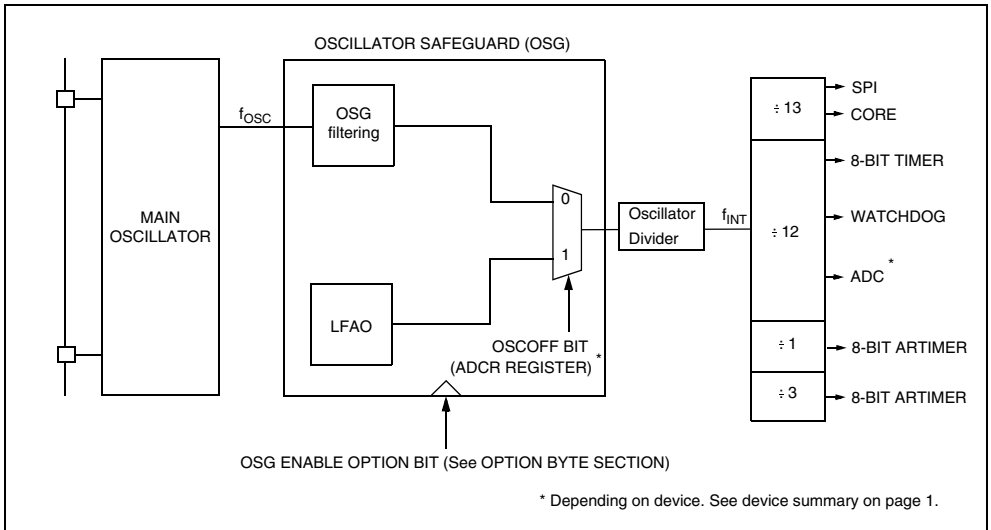 OSCILLATOR SAFEGUARD (OSG)
MAIN
OSCILLATOR
fOSC
OSG
filtering
LFAO
0
1
OSCOFF BIT
(ADCR REGISTER) *
Oscillator
Divider
fINT
÷ 13
÷ 12
÷ 1
÷ 3
SPI
CORE
8-BIT TIMER
WATCHDOG
ADC *
8-BIT ARTIMER
8-BIT ARTIMER
OSG ENABLE OPTION BIT (See OPTION BYTE SECTION)
* Depending on device. See device summary on page 1.